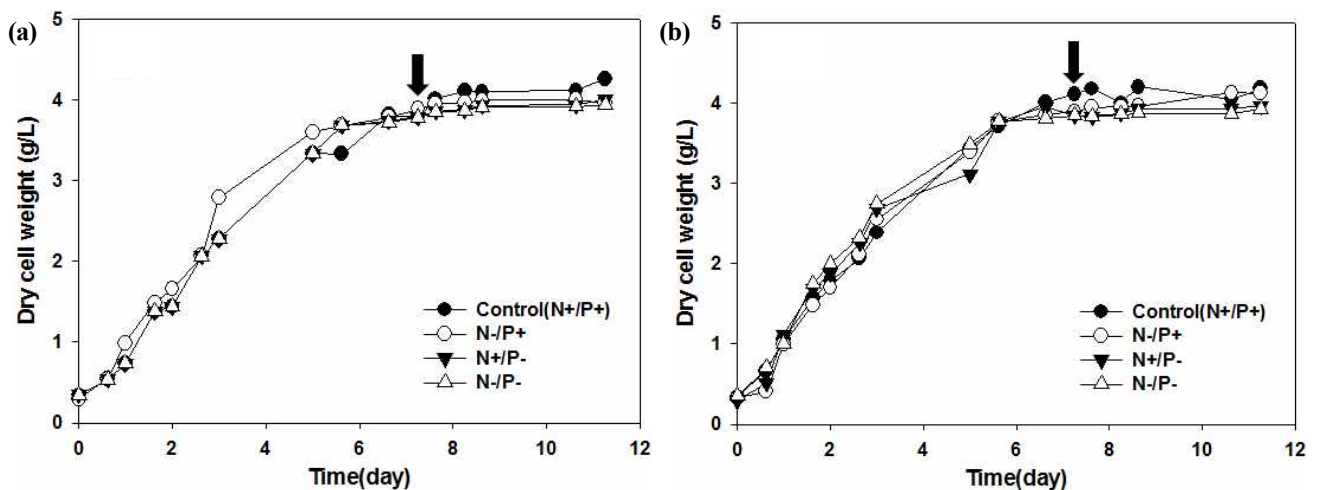 (a)
5
4
3
2
1
0
Dry cell weight (g/L)
Control(N+/P+)
N-/P+
N+/P-
N-/P-
0 2 4 6 8 10 12
Time(day)
(b)
5
4
3
2
1
0
Dry cell weight (g/L)
Control(N+/P+)
N-/P+
N+/P-
N-/P-
0 2 4 6 8 10 12
Time(day)